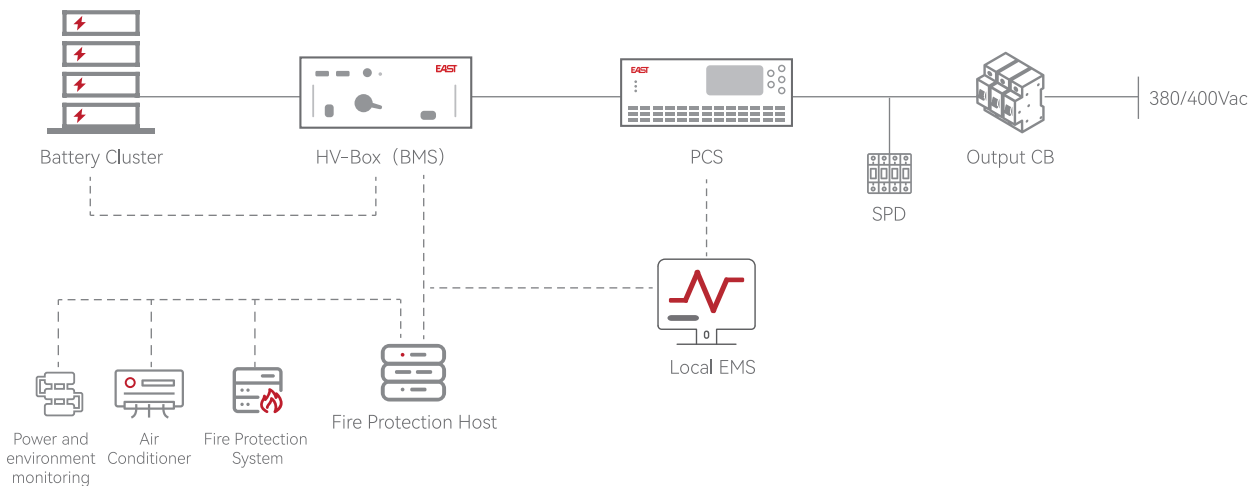 EAST
EAST
380/400Vac
Battery Cluster
HV-Box (BMS)
PCS
Output CB
SPD
Local EMS
Fire Protection Host
Power and
environment
monitoring
Air
Conditioner
Fire Protection
System